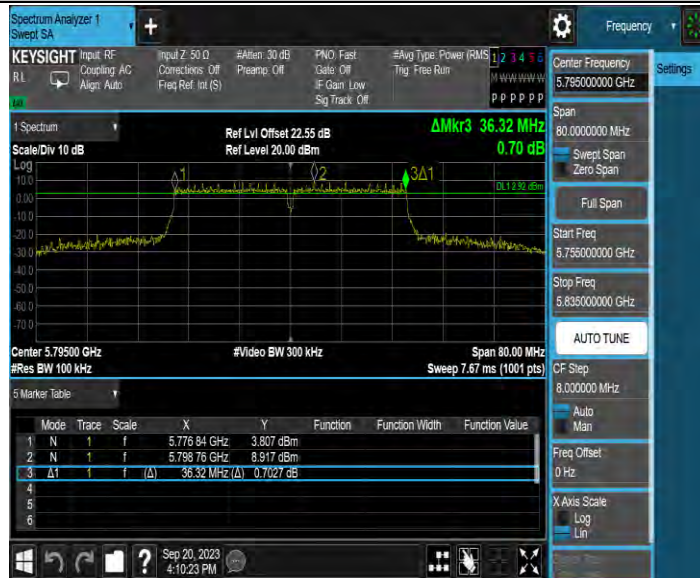 Spectrum Analyzer 1
Swept SA
Frequency
KEYSIGHT Input: RF Input Z: 50 Ω #Atten: 30 dB PNO: Fast #Avg Type: Power (RMS 1 2 3 4 5 6
RL Coupling: AC Corrections: Off Preamp: Off Gate: Off Trig: Free Run M W W W W W
Align: Auto Freq Ref: Int (S) IF Gain: Low
Sig Track: Off P P P P P P
1 Spectrum
Ref Lvl Offset 22.55 dB ΔMkr3 36.32 MHz
Scale/Div 10 dB Ref Level 20.00 dBm 0.70 dB
Log
1 2 3Δ1
10.0
DL1 2.92 dBm
0.00
-10.0
-20.0
-30.0
-40.0
-50.0
-60.0
-70.0
Center 5.79500 GHz #Video BW 300 kHz Span 80.00 MHz
#Res BW 100 kHz Sweep 7.67 ms (1001 pts)
5 Marker Table
Mode Trace Scale X Y Function Function Width Function Value
1 N 1 f 5.776 84 GHz 3.807 dBm
2 N 1 f 5.798 76 GHz 8.917 dBm
3 Δ1 1 f (Δ) 36.32 MHz (Δ) 0.7027 dB
4
5
6
Sep 20, 2023
4:10:23 PM
Center Frequency
5.795000000 GHz
Settings
Span
80.0000000 MHz
Swept Span
Zero Span
Full Span
Start Freq
5.755000000 GHz
Stop Freq
5.835000000 GHz
AUTO TUNE
CF Step
8.000000 MHz
Auto
Man
Freq Offset
0 Hz
X Axis Scale
Log
Lin